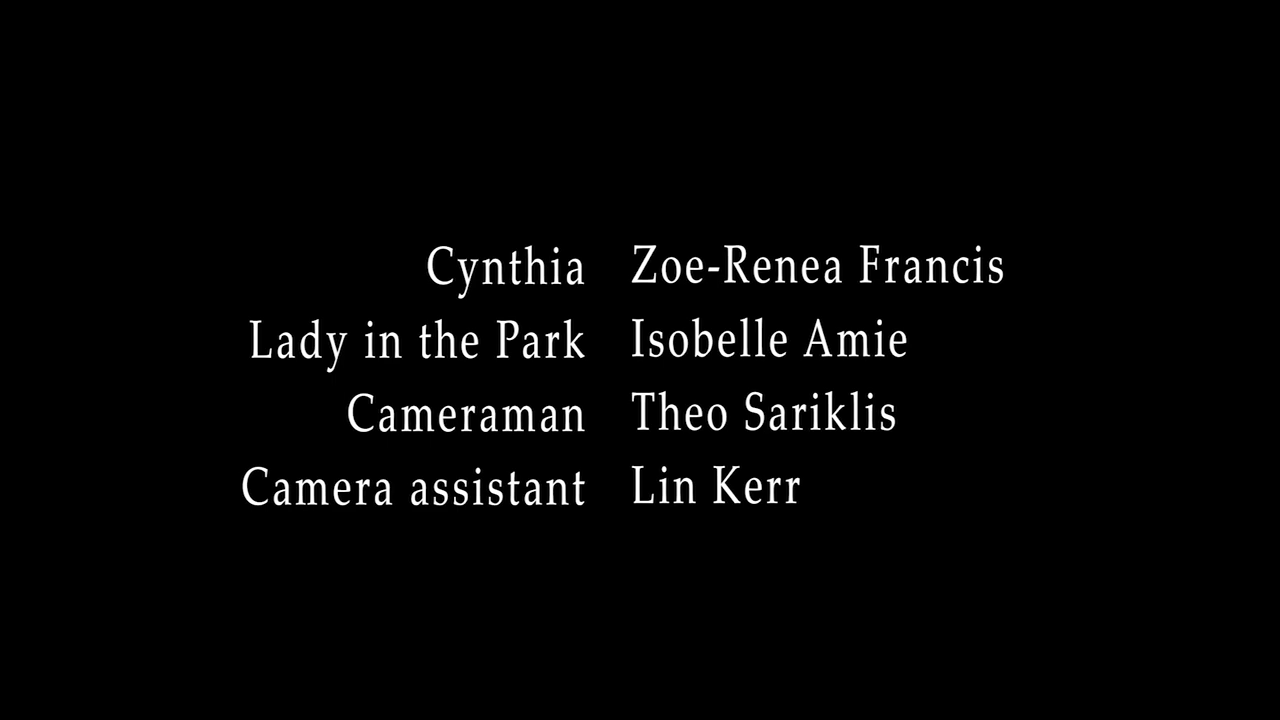 Cynthia Zoe-Renea Francis
Lady in the Park Isobelle Amie
Cameraman Theo Sariklis
Camera assistant Lin Kerr